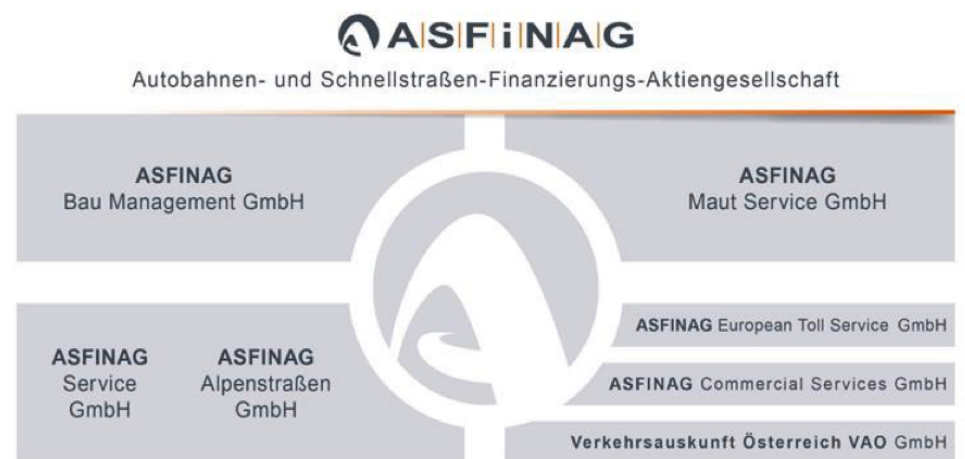 ASFiNAG
Autobahnen- und Schnellstraßen-Finanzierungs-Aktiengesellschaft
ASFINAG
Bau Management GmbH
ASFINAG
Maut Service GmbH
ASFINAG
Service
GmbH
ASFINAG
Alpenstraßen
GmbH
ASFINAG European Toll Service GmbH
ASFINAG Commercial Services GmbH
Verkehrsauskunft Österreich VAO GmbH